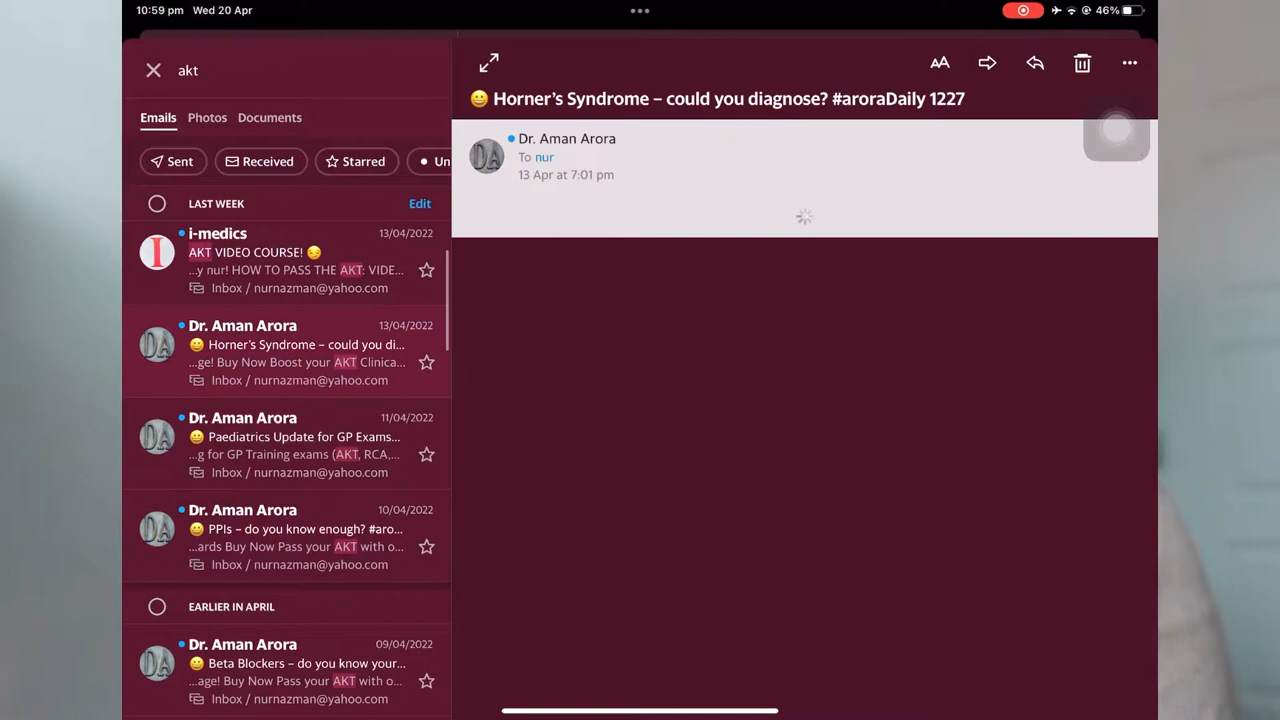 10:59 pm Wed 20 Apr
46%
akt
Emails Photos Documents
Sent Received Starred Un
LAST WEEK Edit
i-medics 13/04/2022
AKT VIDEO COURSE! 😏
...y nur! HOW TO PASS THE AKT: VIDE...
Inbox / nurnazman@yahoo.com
DA Dr. Aman Arora 13/04/2022
😀 Horner's Syndrome – could you di...
...ge! Buy Now Boost your AKT Clinica...
Inbox / nurnazman@yahoo.com
DA Dr. Aman Arora 11/04/2022
😀 Paediatrics Update for GP Exams...
...g for GP Training exams (AKT, RCA,...
Inbox / nurnazman@yahoo.com
DA Dr. Aman Arora 10/04/2022
😀 PPIs – do you know enough? #aro...
...ards Buy Now Pass your AKT with o...
Inbox / nurnazman@yahoo.com
EARLIER IN APRIL
DA Dr. Aman Arora 09/04/2022
😀 Beta Blockers – do you know your...
...age! Buy Now Pass your AKT with o...
Inbox / nurnazman@yahoo.com
AA
😀 Horner's Syndrome – could you diagnose? #aroraDaily 1227
DA Dr. Aman Arora
To nur
13 Apr at 7:01 pm